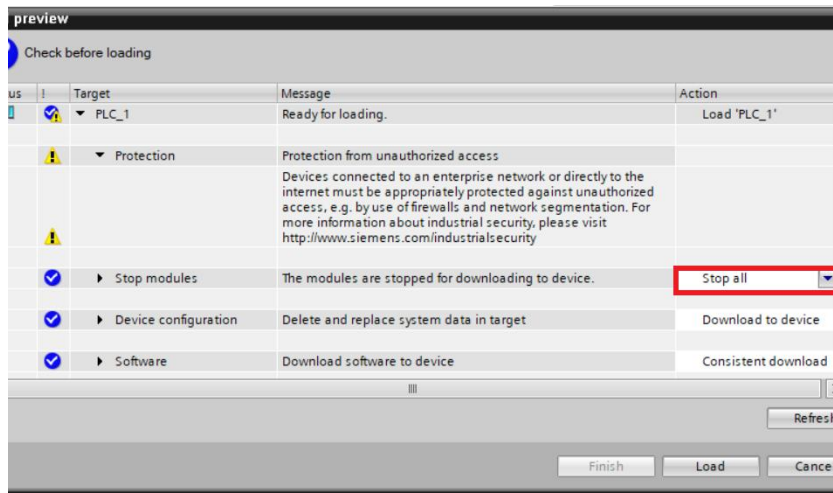 preview
Check before loading
us ! Target Message Action
PLC_1 Ready for loading. Load 'PLC_1'
Protection Protection from unauthorized access
Devices connected to an enterprise network or directly to the
internet must be appropriately protected against unauthorized
access, e.g. by use of firewalls and network segmentation. For
more information about industrial security, please visit
http://www.siemens.com/industrialsecurity
Stop modules The modules are stopped for downloading to device. Stop all
Device configuration Delete and replace system data in target Download to device
Software Download software to device Consistent download
Refresh
Finish Load Cance